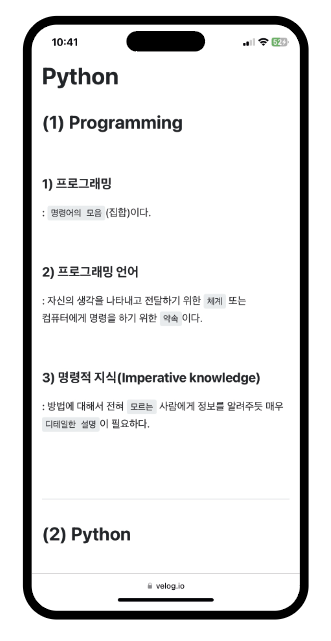 10:41
62
Python
(1) Programming
1) 프로그래밍
: 명령어의 모음 (집합)이다.
2) 프로그래밍 언어
: 자신의 생각을 나타내고 전달하기 위한 체계 또는
컴퓨터에게 명령을 하기 위한 약속 이다.
3) 명령적 지식(Imperative knowledge)
: 방법에 대해서 전혀 모르는 사람에게 정보를 알려주듯 매우
디테일한 설명 이 필요하다.
(2) Python
velog.io